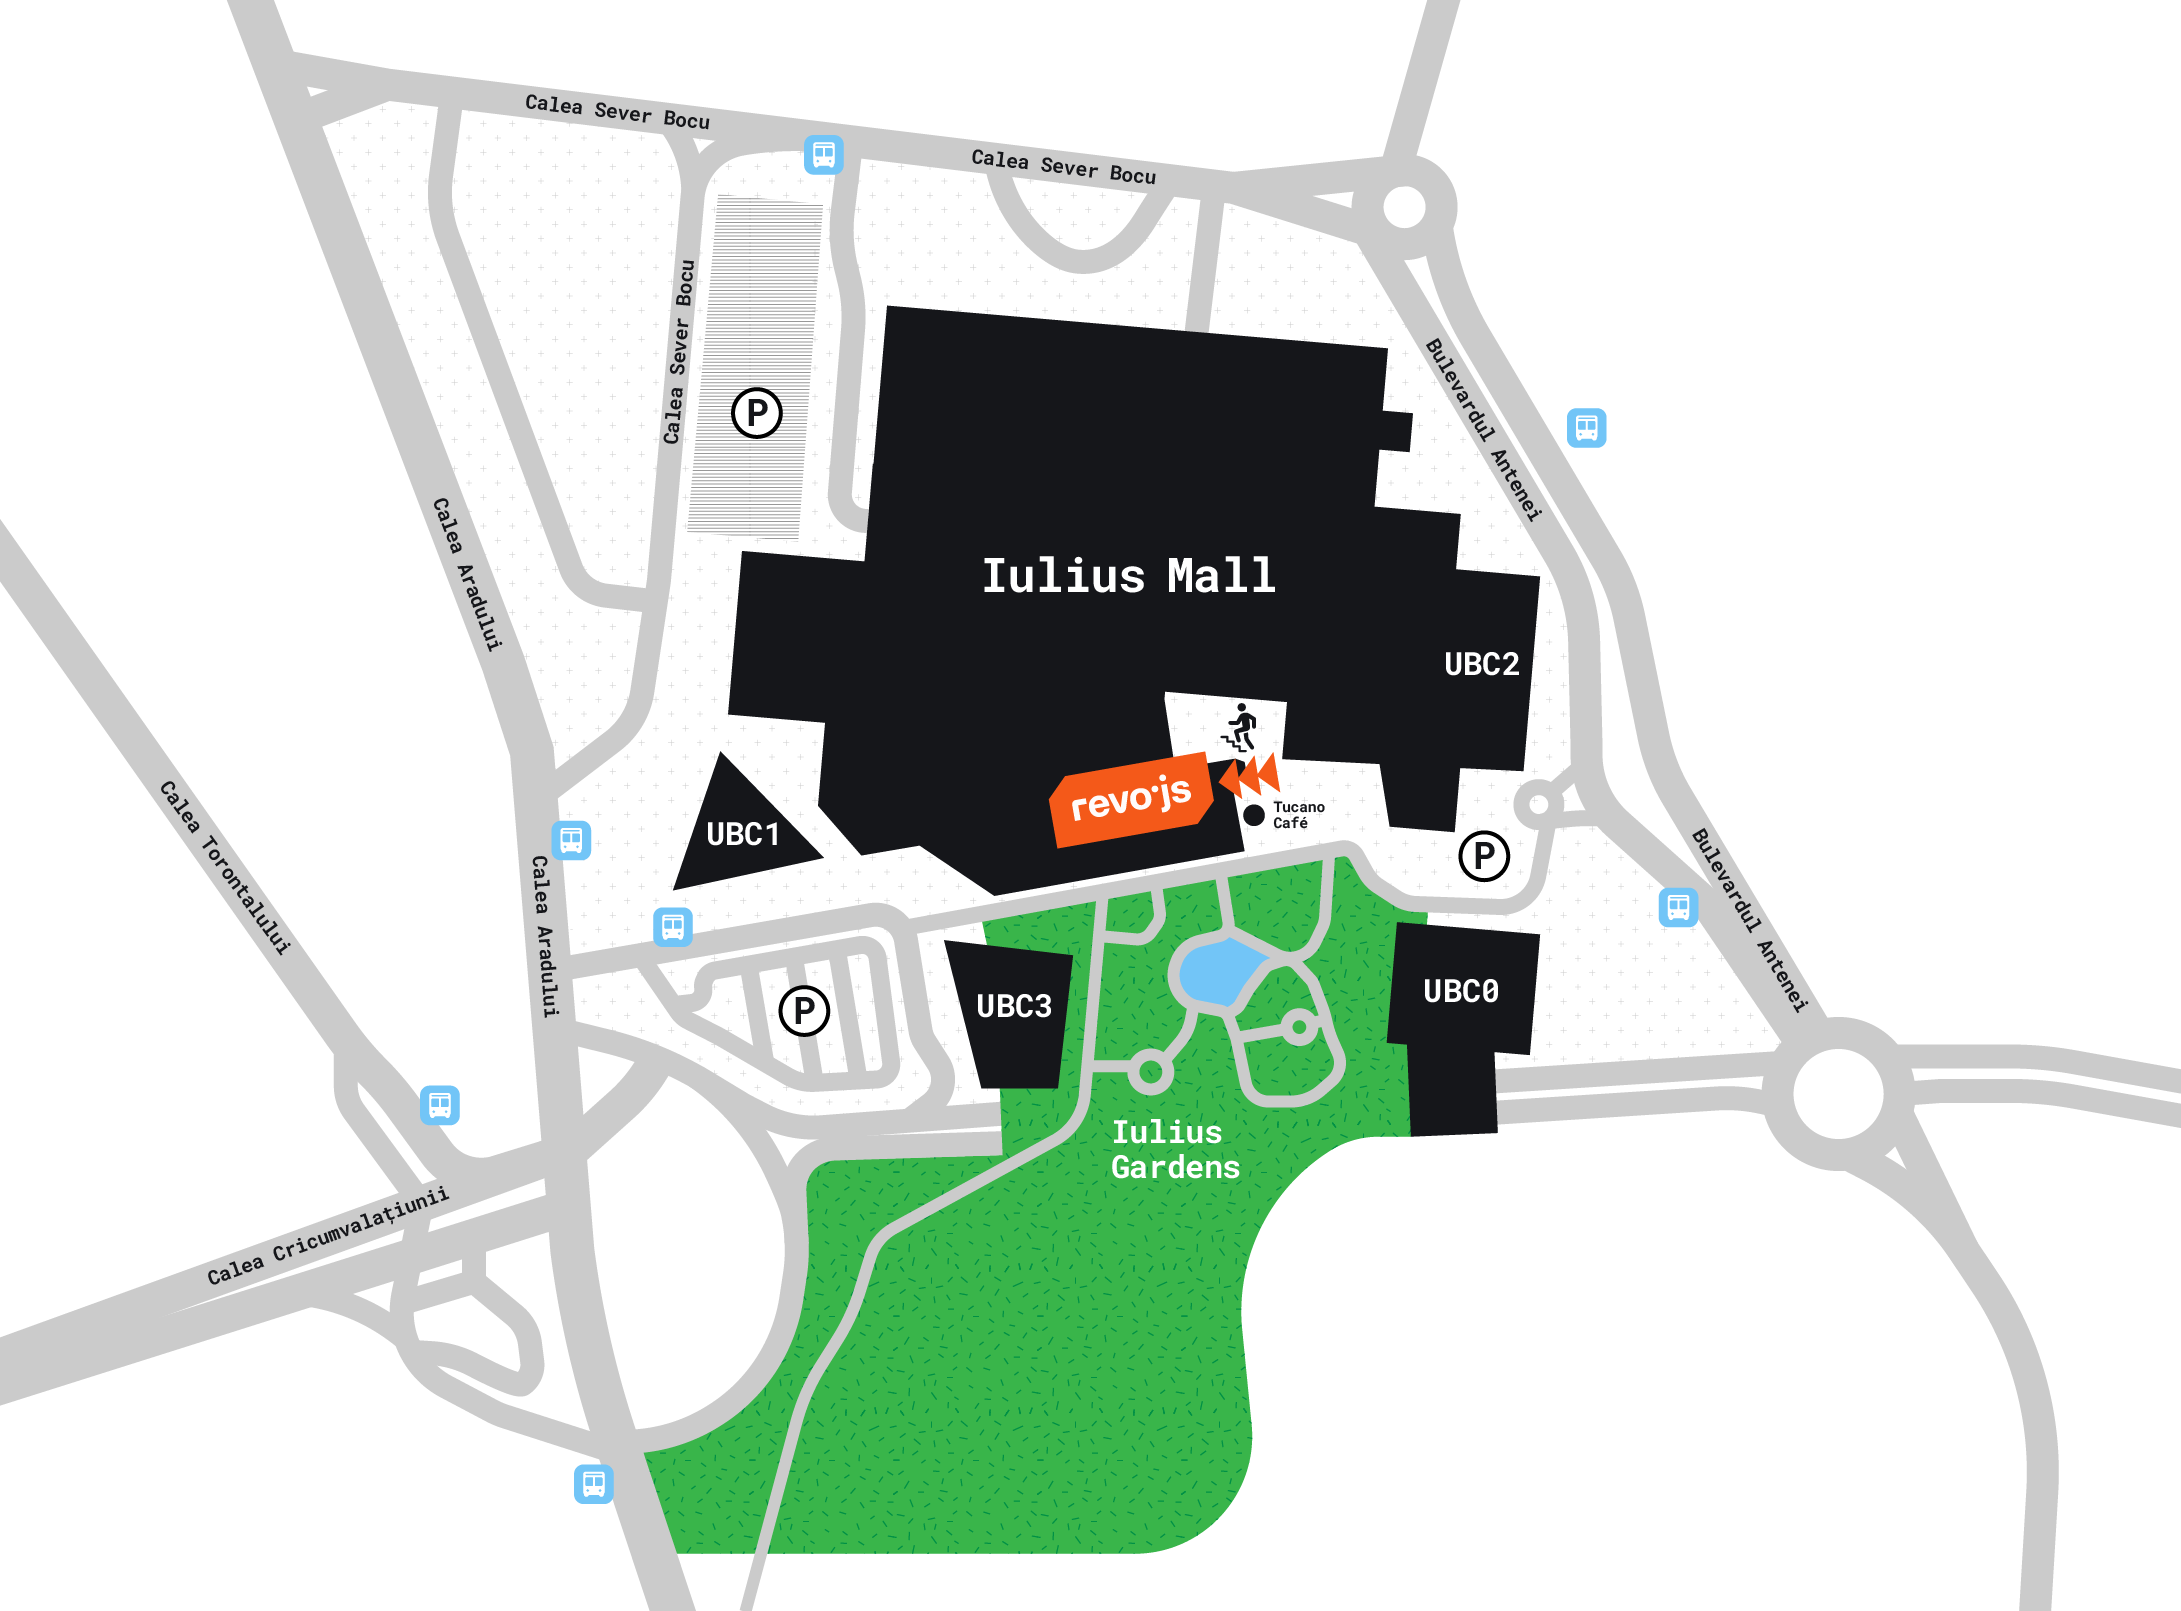 Calea Sever Bocu
Calea Sever Bocu
Calea Sever Bocu
Bulevardul Antenei
P
Calea Aradului
Iulius Mall
UBC2
revo·js
Tucano
Café
UBC1
P
Calea Torontalului
Calea Aradului
Bulevardul Antenei
UBC3
UBC0
P
Iulius
Gardens
Calea Cricumvalațiunii